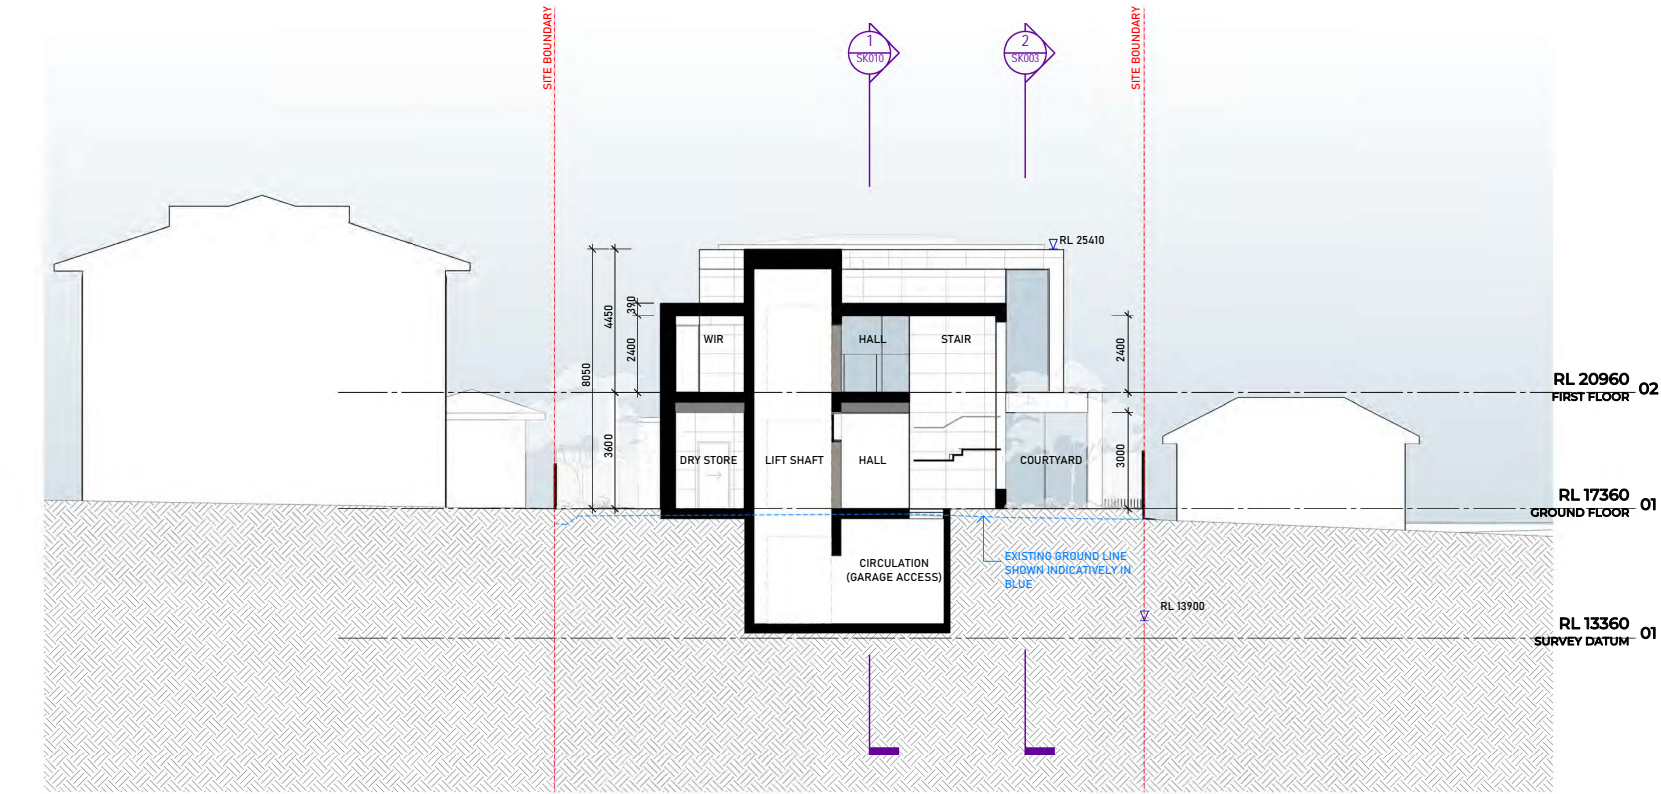 SITE BOUNDARY
SITE BOUNDARY
1
SK010
2
SK003
RL 25410
390
4450
2400
8050
2400
WIR
HALL
STAIR
RL 20960
FIRST FLOOR
02
3600
3000
DRY STORE
LIFT SHAFT
HALL
COURTYARD
RL 17360
GROUND FLOOR
01
EXISTING GROUND LINE
SHOWN INDICATIVELY IN
BLUE
CIRCULATION
(GARAGE ACCESS)
RL 13900
RL 13360
SURVEY DATUM
01